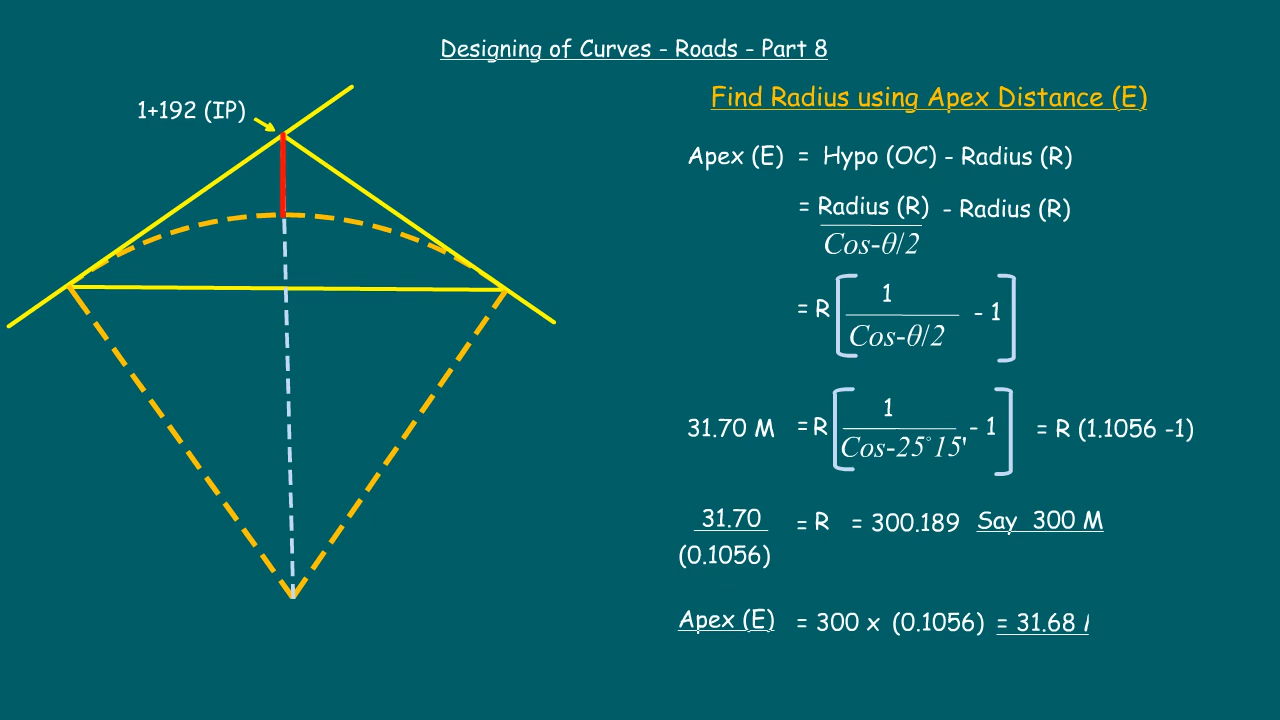 Designing of Curves - Roads - Part 8
1+192 (IP)
Find Radius using Apex Distance (E)
Apex (E) = Hypo (OC) - Radius (R)
= Radius (R) - Radius (R)
Cos-θ/2
= R [ 1 - 1 ]
Cos-θ/2
31.70 M = R [ 1 - 1 ] = R (1.1056 -1)
Cos-25°15'
31.70 = R = 300.189 Say 300 M
(0.1056)
Apex (E) = 300 x (0.1056) = 31.68